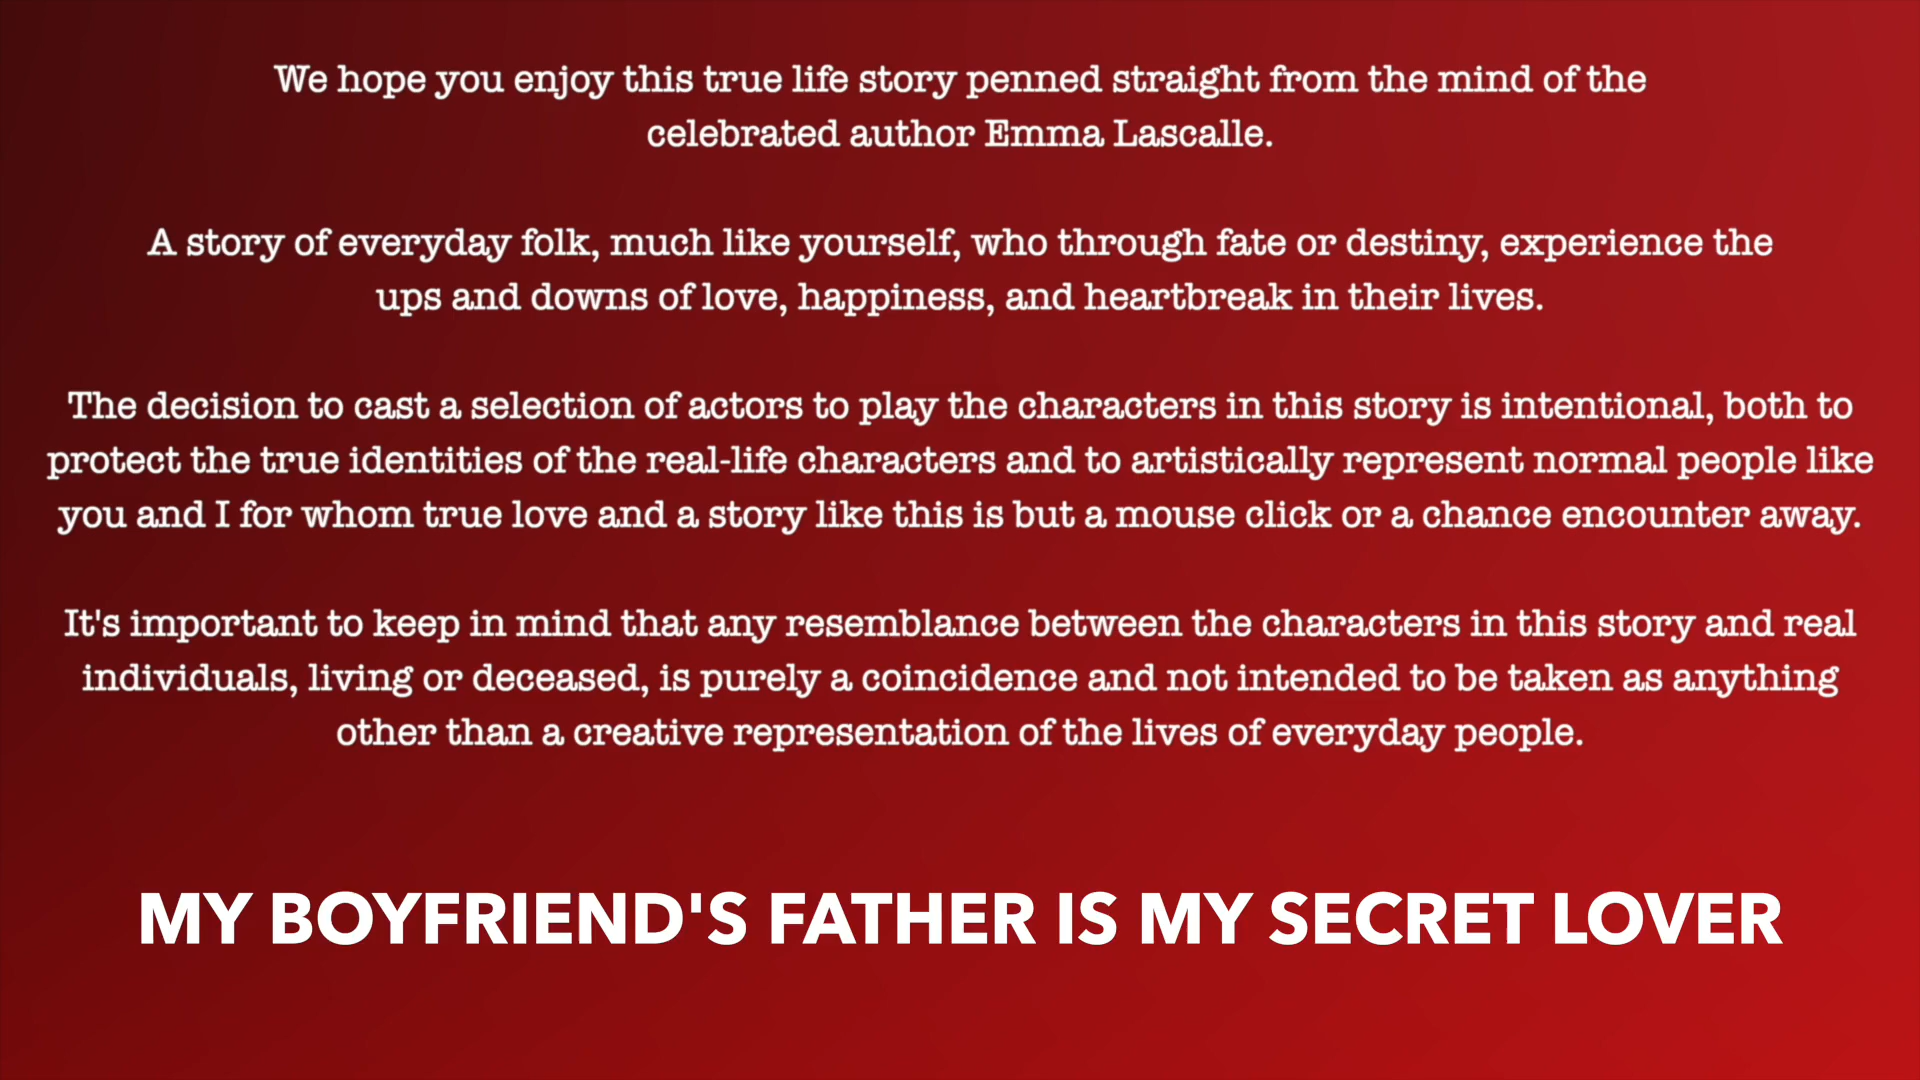 We hope you enjoy this true life story penned straight from the mind of the
celebrated author Emma Lascalle.
A story of everyday folk, much like yourself, who through fate or destiny, experience the
ups and downs of love, happiness, and heartbreak in their lives.
The decision to cast a selection of actors to play the characters in this story is intentional, both to
protect the true identities of the real-life characters and to artistically represent normal people like
you and I for whom true love and a story like this is but a mouse click or a chance encounter away.
It's important to keep in mind that any resemblance between the characters in this story and real
individuals, living or deceased, is purely a coincidence and not intended to be taken as anything
other than a creative representation of the lives of everyday people.
MY BOYFRIEND'S FATHER IS MY SECRET LOVER